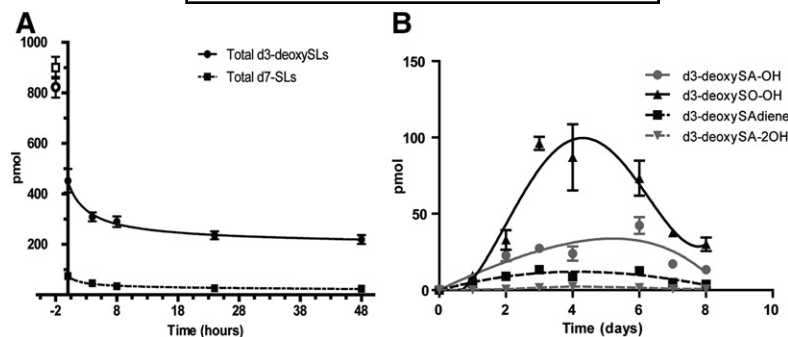 A
B
1000
800
600
400
200
pmol
-2
8
18
28
38
48
Time (hours)
Total d3-deoxySLs
Total d7-SLs
150
100
50
0
pmol
0
2
4
6
8
10
Time (days)
d3-deoxySA-OH
d3-deoxySO-OH
d3-deoxySAdiene
d3-deoxySA-2OH